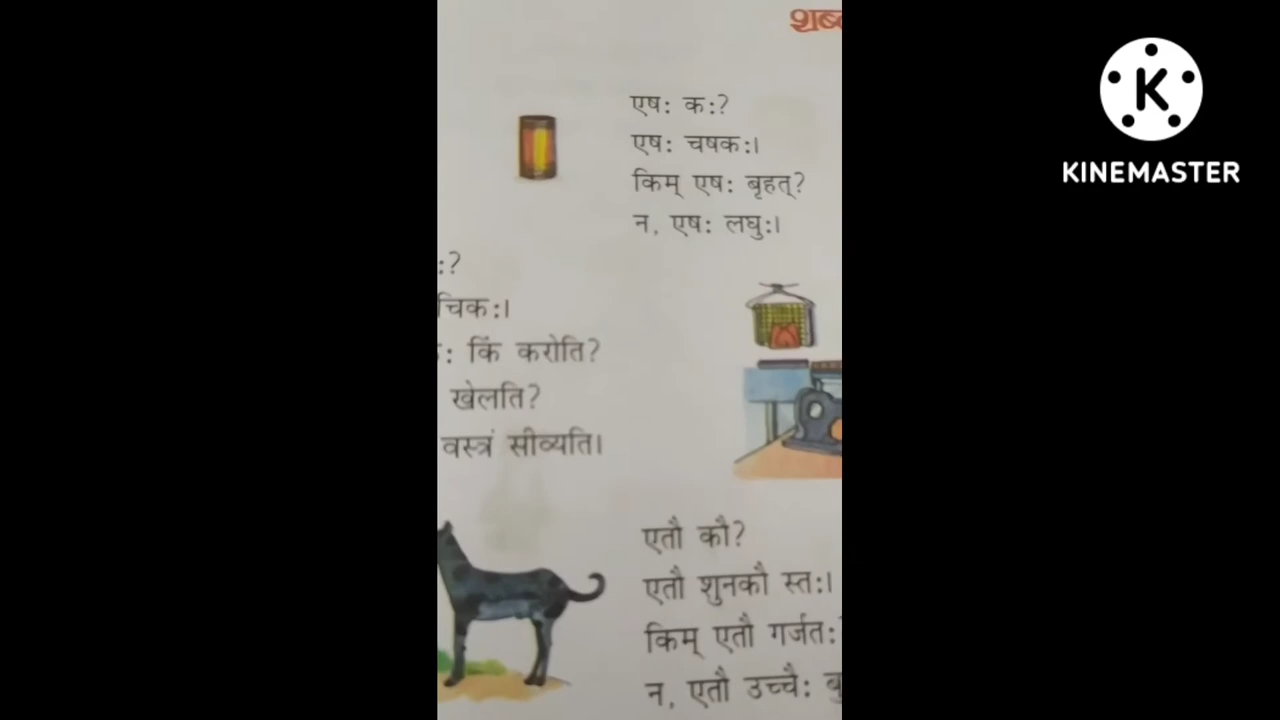 एष: क:?
एष: चषक:।
किम् एष: बृहत्?
न, एष: लघु:।
:?
चिक:।
: किं करोति?
खेलति?
वस्त्रं सीव्यति।
एतौ कौ?
एतौ शुनकौ स्त:।
किम् एतौ गर्जत:
न, एतौ उच्चै:
K
KINEMASTER